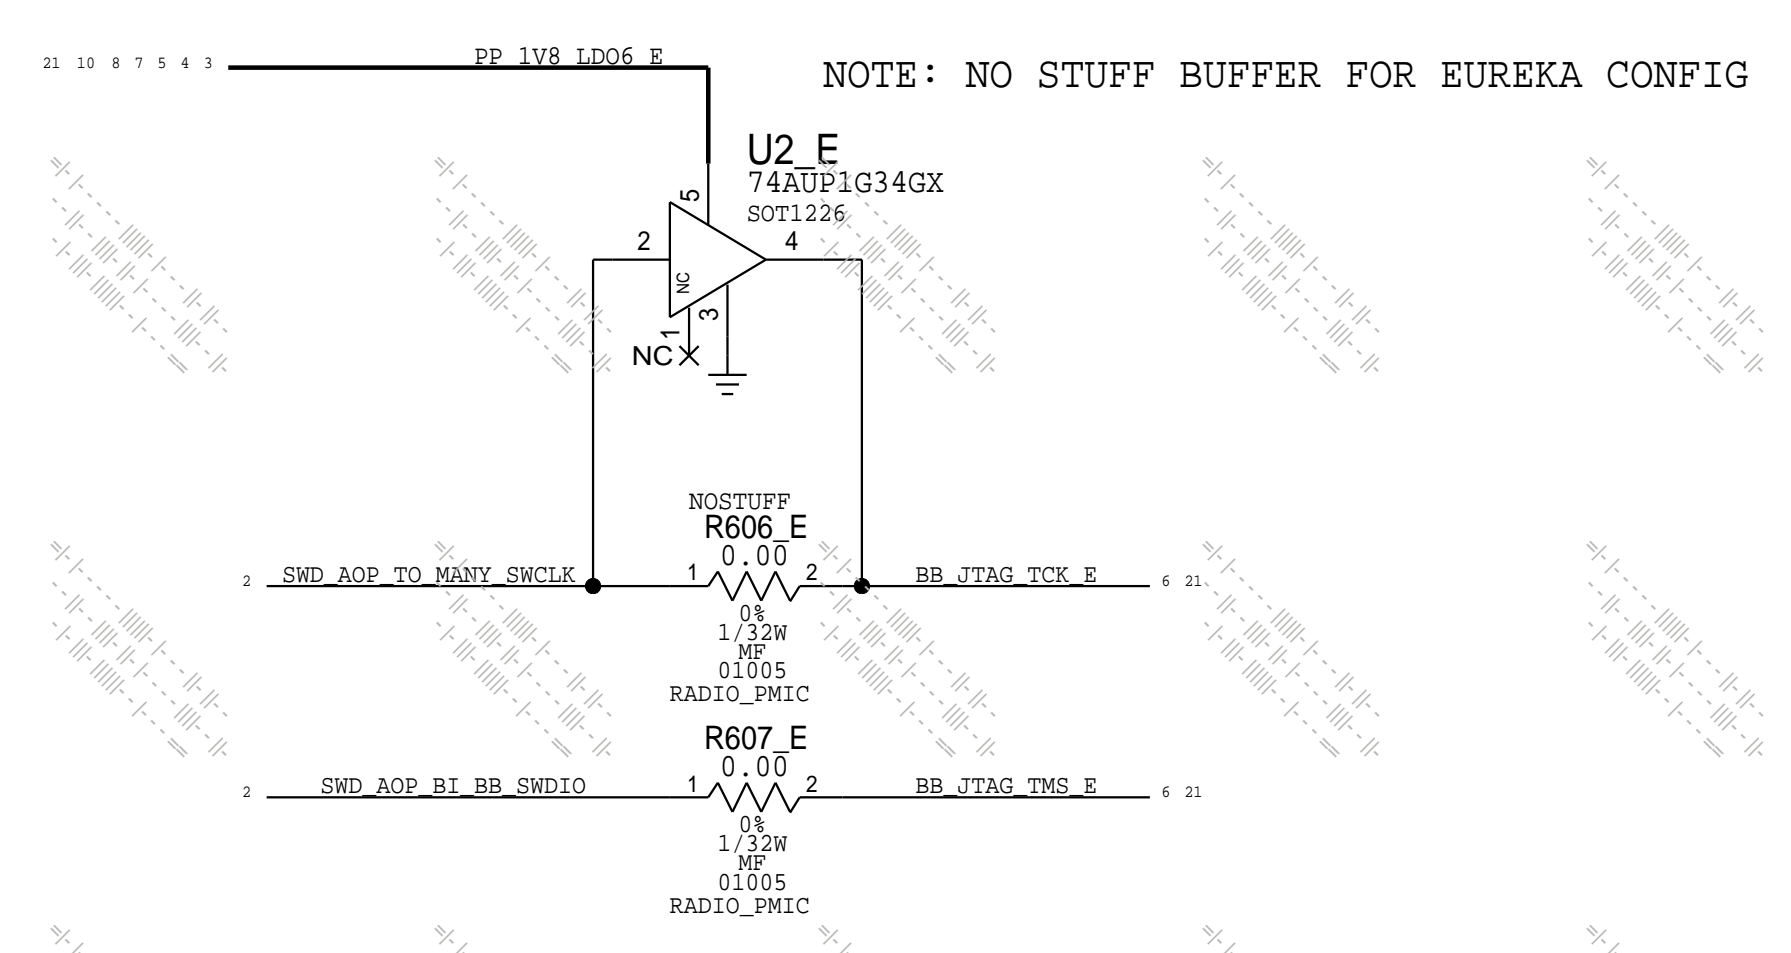 21 10 8 7 5 4 3
PP_1V8_LDO6_E
NOTE: NO STUFF BUFFER FOR EUREKA CONFIG
U2_E
74AUP1G34GX
SOT1226
5
2
4
NC
1
3
NC
NOSTUFF
R606_E
0.00
2
SWD_AOP_TO_MANY_SWCLK
1
2
BB_JTAG_TCK_E
6 21
0%
1/32W
MF
01005
RADIO_PMIC
R607_E
0.00
2
SWD_AOP_BI_BB_SWDIO
1
2
BB_JTAG_TMS_E
6 21
0%
1/32W
MF
01005
RADIO_PMIC